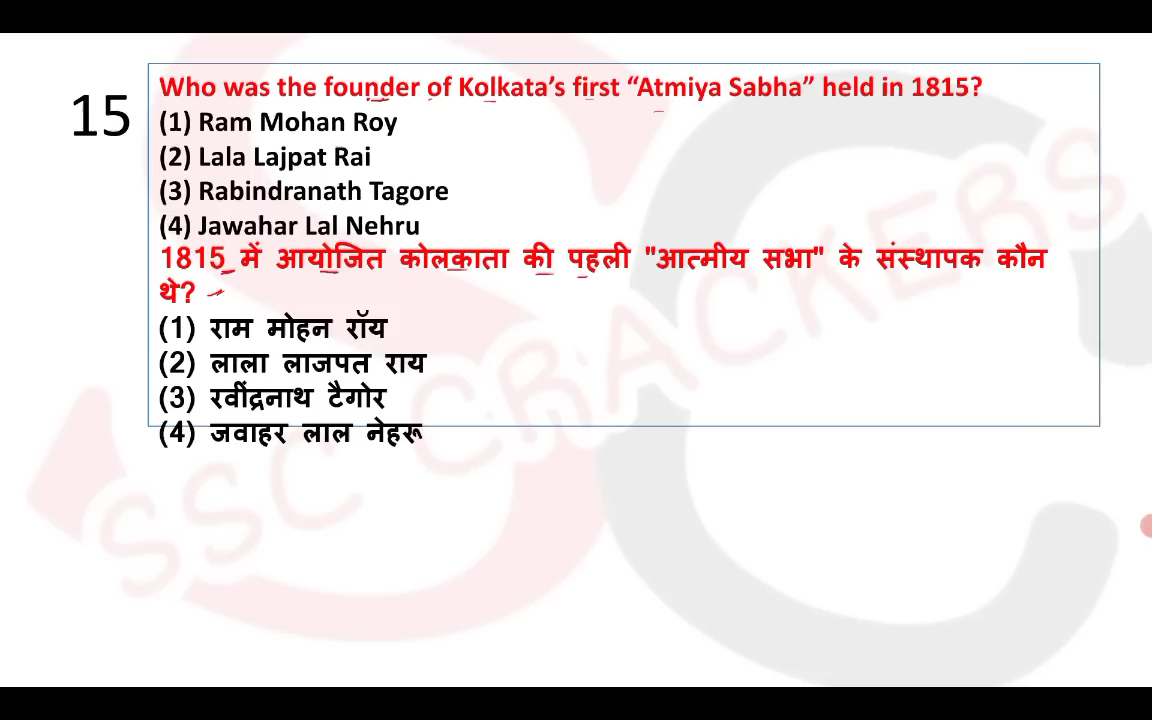 15
Who was the founder of Kolkata’s first “Atmiya Sabha” held in 1815?
(1) Ram Mohan Roy
(2) Lala Lajpat Rai
(3) Rabindranath Tagore
(4) Jawahar Lal Nehru
1815 में आयोजित कोलकाता की पहली "आत्मीय सभा" के संस्थापक कौन
थे?
(1) राम मोहन रॉय
(2) लाला लाजपत राय
(3) रवींद्रनाथ टैगोर
(4) जवाहर लाल नेहरू
SSC CRACKERS